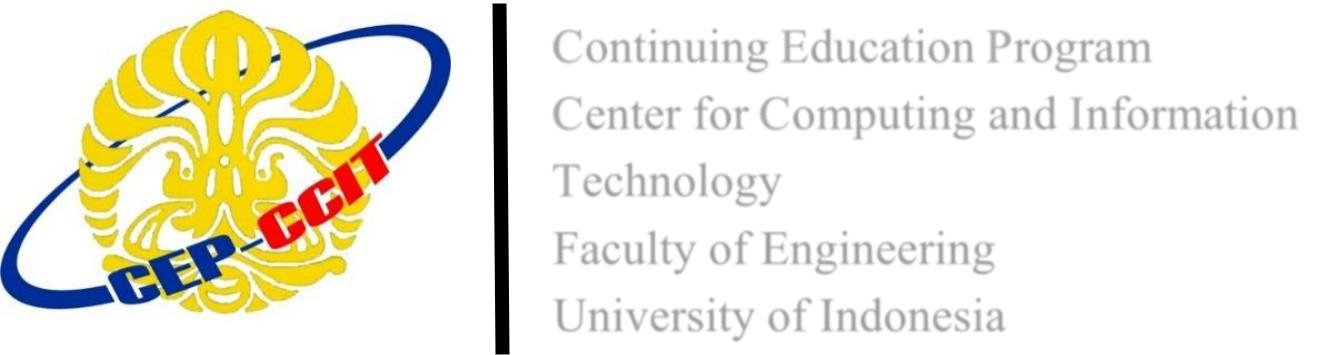 CEP-CCIT
Continuing Education Program
Center for Computing and Information
Technology
Faculty of Engineering
University of Indonesia